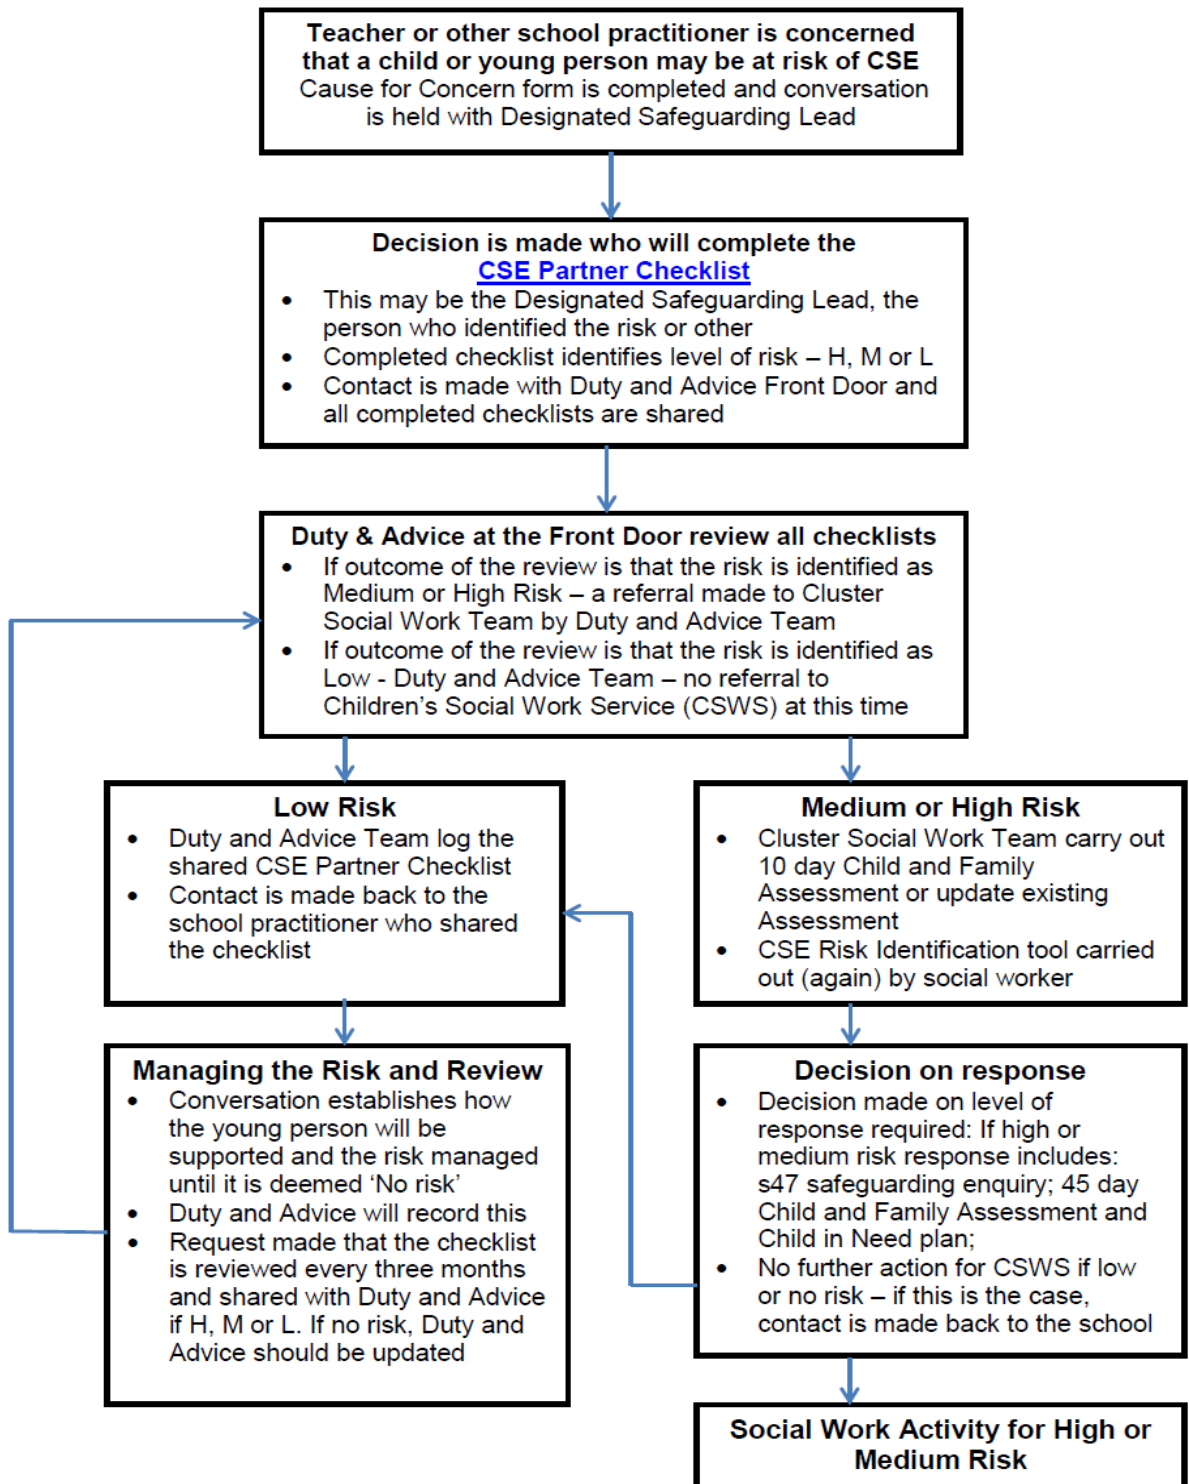 Teacher or other school practitioner is concerned
that a child or young person may be at risk of CSE
Cause for Concern form is completed and conversation
is held with Designated Safeguarding Lead
Decision is made who will complete the
CSE Partner Checklist
• This may be the Designated Safeguarding Lead, the
person who identified the risk or other
• Completed checklist identifies level of risk – H, M or L
• Contact is made with Duty and Advice Front Door and
all completed checklists are shared
Duty & Advice at the Front Door review all checklists
• If outcome of the review is that the risk is identified as
Medium or High Risk – a referral made to Cluster
Social Work Team by Duty and Advice Team
• If outcome of the review is that the risk is identified as
Low - Duty and Advice Team – no referral to
Children's Social Work Service (CSWS) at this time
Low Risk
• Duty and Advice Team log the
shared CSE Partner Checklist
• Contact is made back to the
school practitioner who shared
the checklist
Medium or High Risk
• Cluster Social Work Team carry out
10 day Child and Family
Assessment or update existing
Assessment
• CSE Risk Identification tool carried
out (again) by social worker
Managing the Risk and Review
• Conversation establishes how
the young person will be
supported and the risk managed
until it is deemed 'No risk'
• Duty and Advice will record this
• Request made that the checklist
is reviewed every three months
and shared with Duty and Advice
if H, M or L. If no risk, Duty and
Advice should be updated
Decision on response
• Decision made on level of
response required: If high or
medium risk response includes:
s47 safeguarding enquiry; 45 day
Child and Family Assessment and
Child in Need plan;
• No further action for CSWS if low
or no risk – if this is the case,
contact is made back to the school
Social Work Activity for High or
Medium Risk